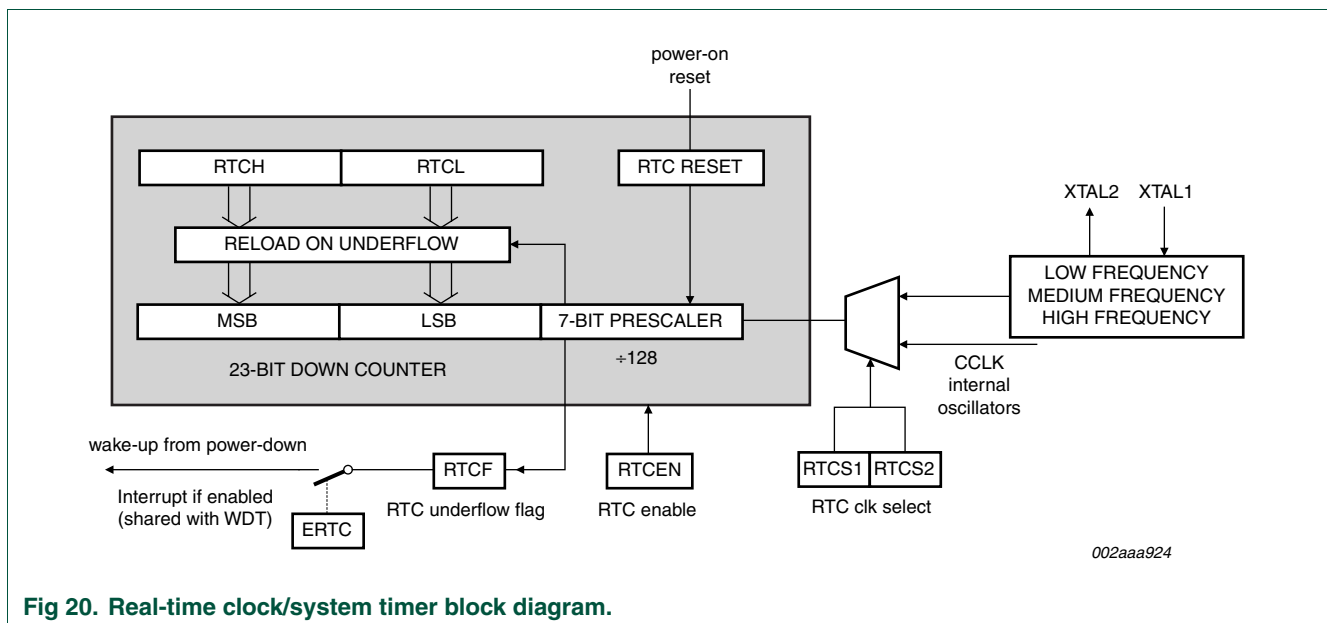 power-on
reset
RTCH
RTCL
RTC RESET
XTAL2
XTAL1
RELOAD ON UNDERFLOW
LOW FREQUENCY
MEDIUM FREQUENCY
HIGH FREQUENCY
MSB
LSB
7-BIT PRESCALER
23-BIT DOWN COUNTER
÷128
CCLK
internal
oscillators
wake-up from power-down
RTCF
RTCEN
RTCS1
RTCS2
Interrupt if enabled
(shared with WDT)
RTC underflow flag
RTC enable
RTC clk select
ERTC
002aaa924
Fig 20. Real-time clock/system timer block diagram.